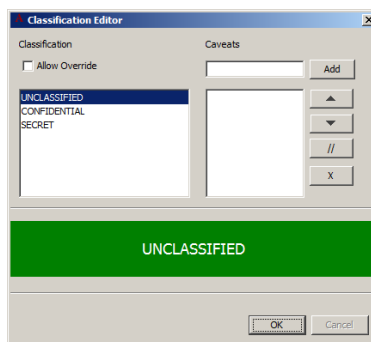 Classification Editor
Classification
Caveats
Allow Override
Add
UNCLASSIFIED
CONFIDENTIAL
SECRET
//
X
UNCLASSIFIED
OK
Cancel